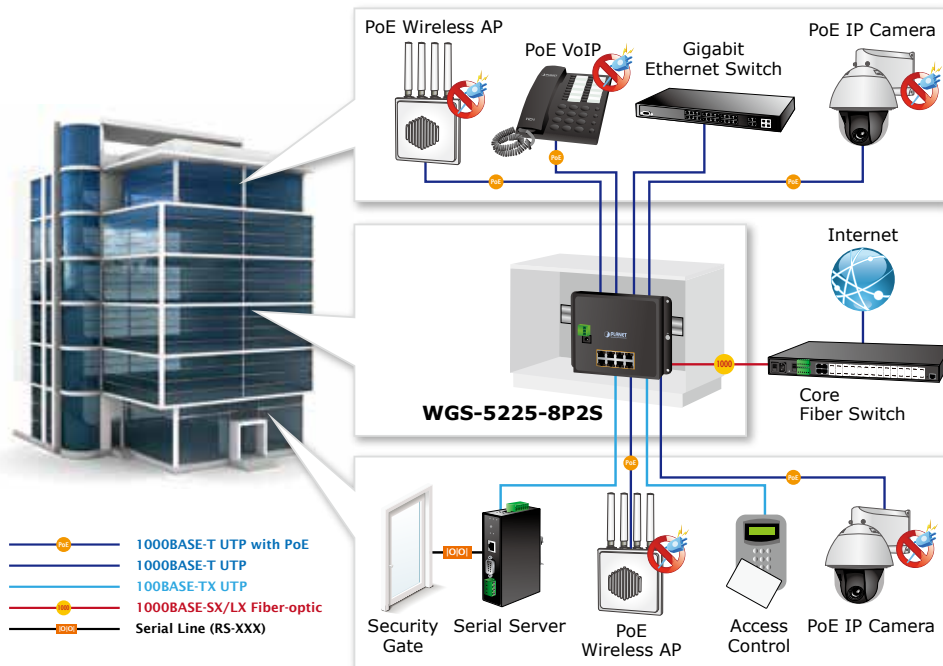 PoE Wireless AP
PoE VoIP
Gigabit
Ethernet Switch
PoE IP Camera
PoE
PoE
PoE
Internet
PLANET
1000
WGS-5225-8P2S
Core
Fiber Switch
PoE
PoE
|O|O|
Security
Gate
Serial Server
PoE
Wireless AP
Access
Control
PoE IP Camera
PoE
1000BASE-T UTP with PoE
1000BASE-T UTP
100BASE-TX UTP
1000
1000BASE-SX/LX Fiber-optic
|O|O|
Serial Line (RS-XXX)